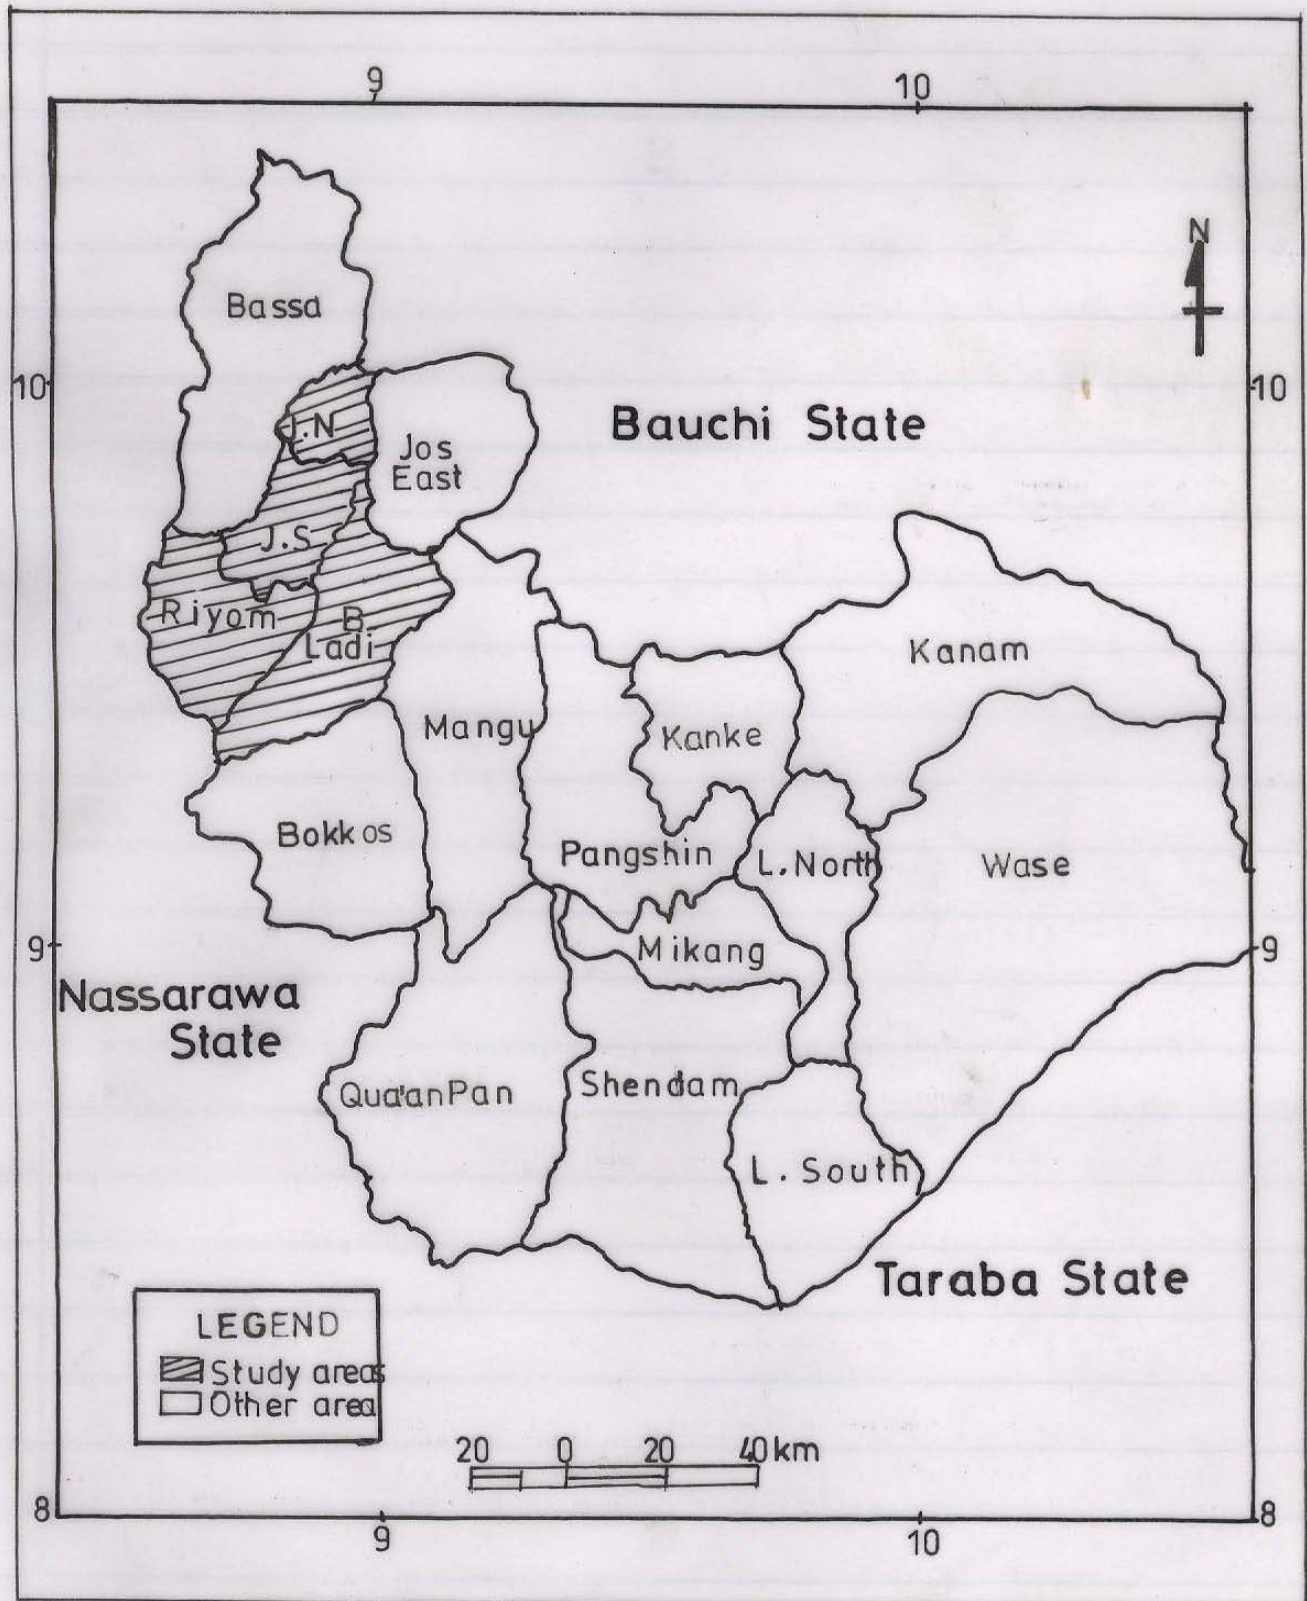 9
10
N
Bassa
10
10
J.N
Bauchi State
Jos
East
J.S
Riyom
B.
Ladi
Kanam
Mangu
Kanke
Bokkos
Pangshin
L.North
Wase
9
9
Mikang
Nassarawa
State
Qua'anPan
Shendam
L. South
Taraba State
LEGEND
Study areas
Other area
20 0 20 40km
8
8
9
10